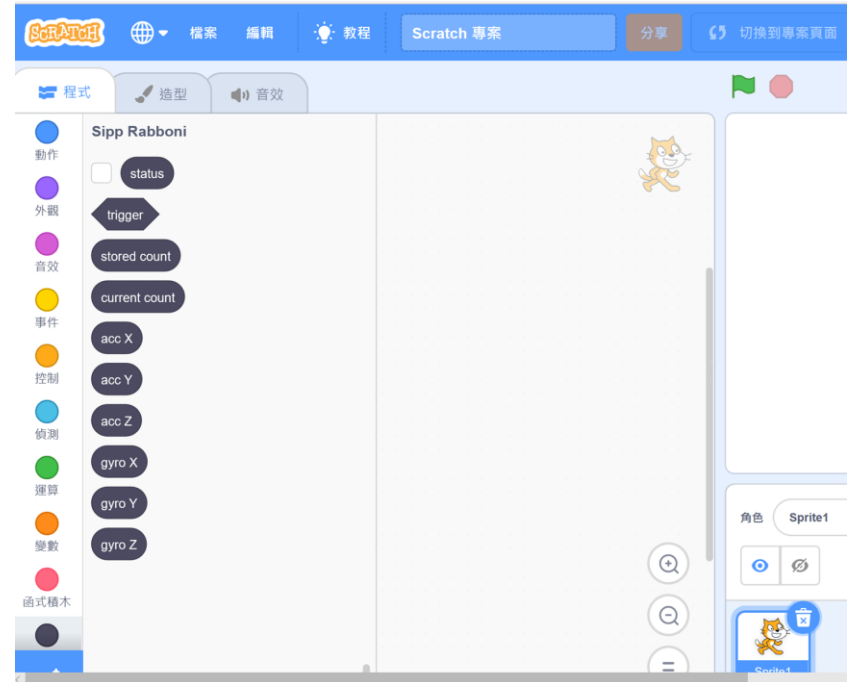 SCRATCH 檔案 編輯 教程 Scratch 專案 分享 切換到專案頁面
程式 造型 音效
Sipp Rabboni
動作
外觀
音效
事件
控制
偵測
運算
變數
函式積木
status
trigger
stored count
current count
acc X
acc Y
acc Z
gyro X
gyro Y
gyro Z
角色 Sprite1
Sprite1